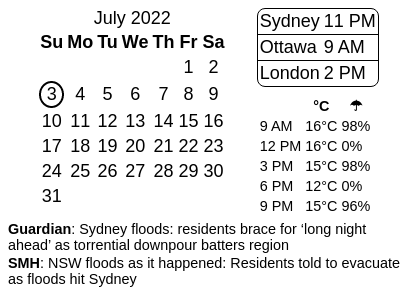 July 2022
Su Mo Tu We Th Fr Sa
1 2
3 4 5 6 7 8 9
10 11 12 13 14 15 16
17 18 19 20 21 22 23
24 25 26 27 28 29 30
31
Sydney 11 PM
Ottawa 9 AM
London 2 PM
°C ☂
9 AM 16°C 98%
12 PM 16°C 0%
3 PM 15°C 98%
6 PM 12°C 0%
9 PM 15°C 96%
Guardian: Sydney floods: residents brace for ‘long night
ahead’ as torrential downpour batters region
SMH: NSW floods as it happened: Residents told to evacuate
as floods hit Sydney